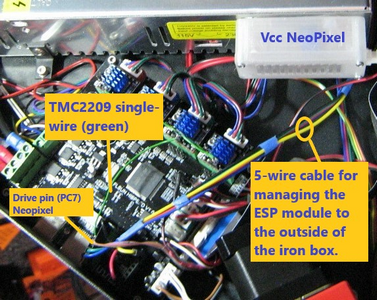 Vcc NeoPixel
TMC2209 single-
wire (green)
5-wire cable for
managing the
ESP module to
the outside of
the iron box.
Drive pin (PC7)
Neopixel